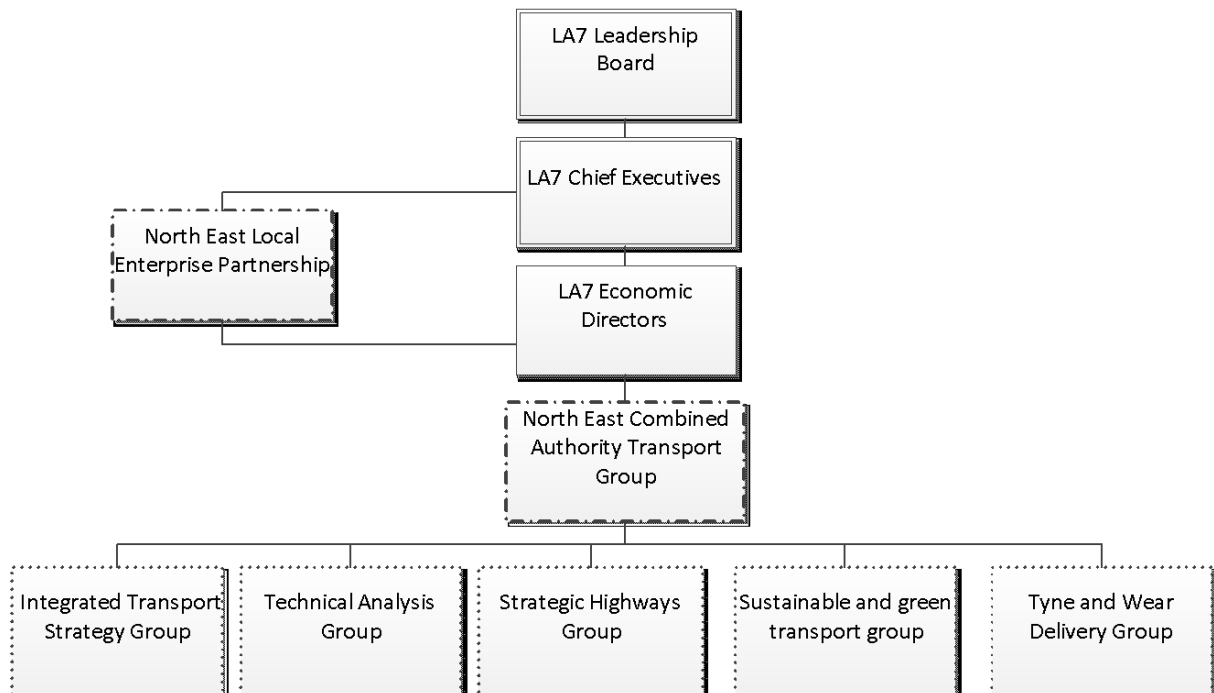 LA7 Leadership
Board
LA7 Chief Executives
North East Local
Enterprise Partnership
LA7 Economic
Directors
North East Combined
Authority Transport
Group
Integrated Transport
Strategy Group
Technical Analysis
Group
Strategic Highways
Group
Sustainable and green
transport group
Tyne and Wear
Delivery Group